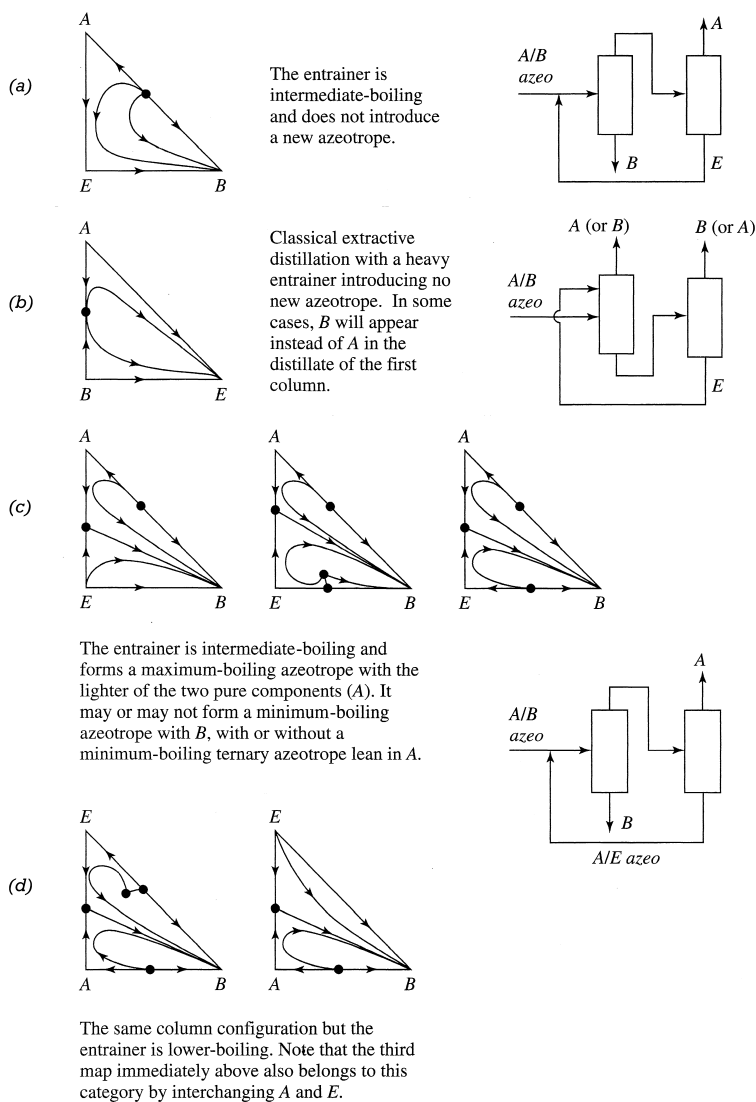 A
(a)
E
B
The entrainer is
intermediate-boiling
and does not introduce
a new azeotrope.
A/B
azeo
A
B
E
A
(b)
B
E
Classical extractive
distillation with a heavy
entrainer introducing no
new azeotrope. In some
cases, B will appear
instead of A in the
distillate of the first
column.
A (or B)
B (or A)
A/B
azeo
E
(c)
A
E
B
A
E
B
A
E
B
The entrainer is intermediate-boiling and
forms a maximum-boiling azeotrope with the
lighter of the two pure components (A). It
may or may not form a minimum-boiling
azeotrope with B, with or without a
minimum-boiling ternary azeotrope lean in A.
A/B
azeo
A
B
A/E azeo
(d)
E
A
B
E
A
B
The same column configuration but the
entrainer is lower-boiling. Note that the third
map immediately above also belongs to this
category by interchanging A and E.